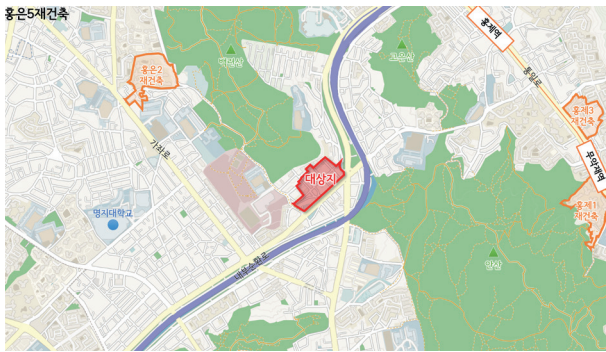 홍은5재건축
홍제역
백련산
고은산
통일로
홍은2
재건축
홍제3
재건축
가좌로
무악재역
대상지
홍제1
재건축
명지대학교
안산